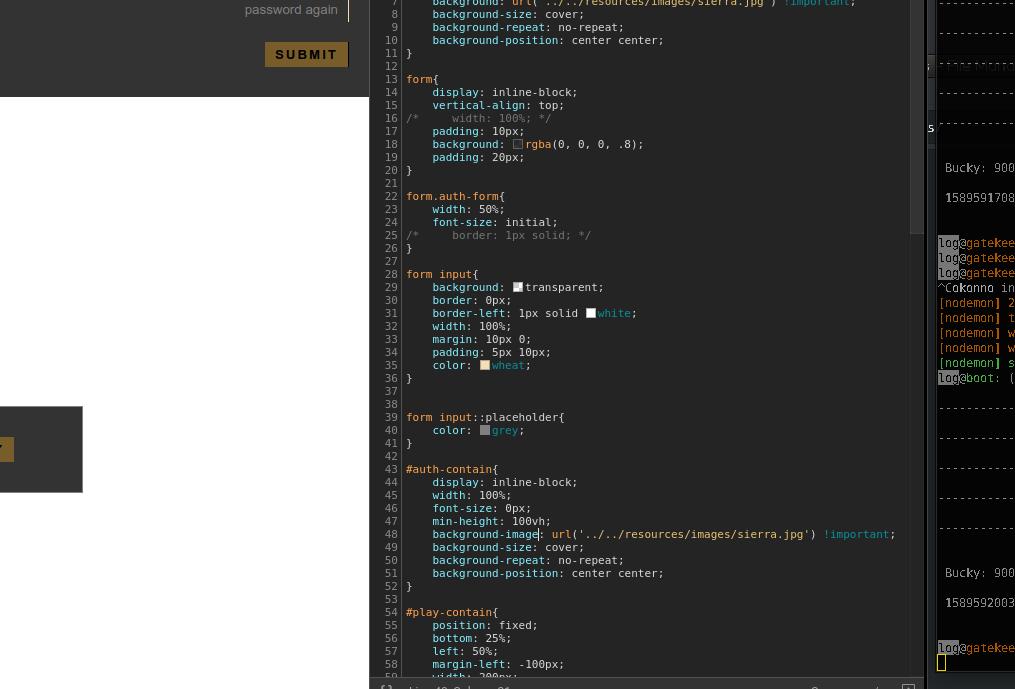 password again
SUBMIT
7 background: url('../../resources/images/sierra.jpg') !important;
8 background-size: cover;
9 background-repeat: no-repeat;
10 background-position: center center;
11 }
12
13 form{
14 display: inline-block;
15 vertical-align: top;
16 /* width: 100%; */
17 padding: 10px;
18 background: rgba(0, 0, 0, .8);
19 padding: 20px;
20 }
21
22 form.auth-form{
23 width: 50%;
24 font-size: initial;
25 /* border: 1px solid; */
26 }
27
28 form input{
29 background: transparent;
30 border: 0px;
31 border-left: 1px solid white;
32 width: 100%;
33 margin: 10px 0;
34 padding: 5px 10px;
35 color: wheat;
36 }
37
38
39 form input::placeholder{
40 color: grey;
41 }
42
43 #auth-contain{
44 display: inline-block;
45 width: 100%;
46 font-size: 0px;
47 min-height: 100vh;
48 background-image: url('../../resources/images/sierra.jpg') !important;
49 background-size: cover;
50 background-repeat: no-repeat;
51 background-position: center center;
52 }
53
54 #play-contain{
55 position: fixed;
56 bottom: 25%;
57 left: 50%;
58 margin-left: -100px;
59 width: 200px;
s
Bucky: 900
1589591708
log@gatekee
log@gatekee
log@gatekee
[nodemon] 2
[nodemon] t
[nodemon] w
[nodemon] w
[nodemon] s
log@boot: (
Bucky: 900
1589592003
log@gatekee